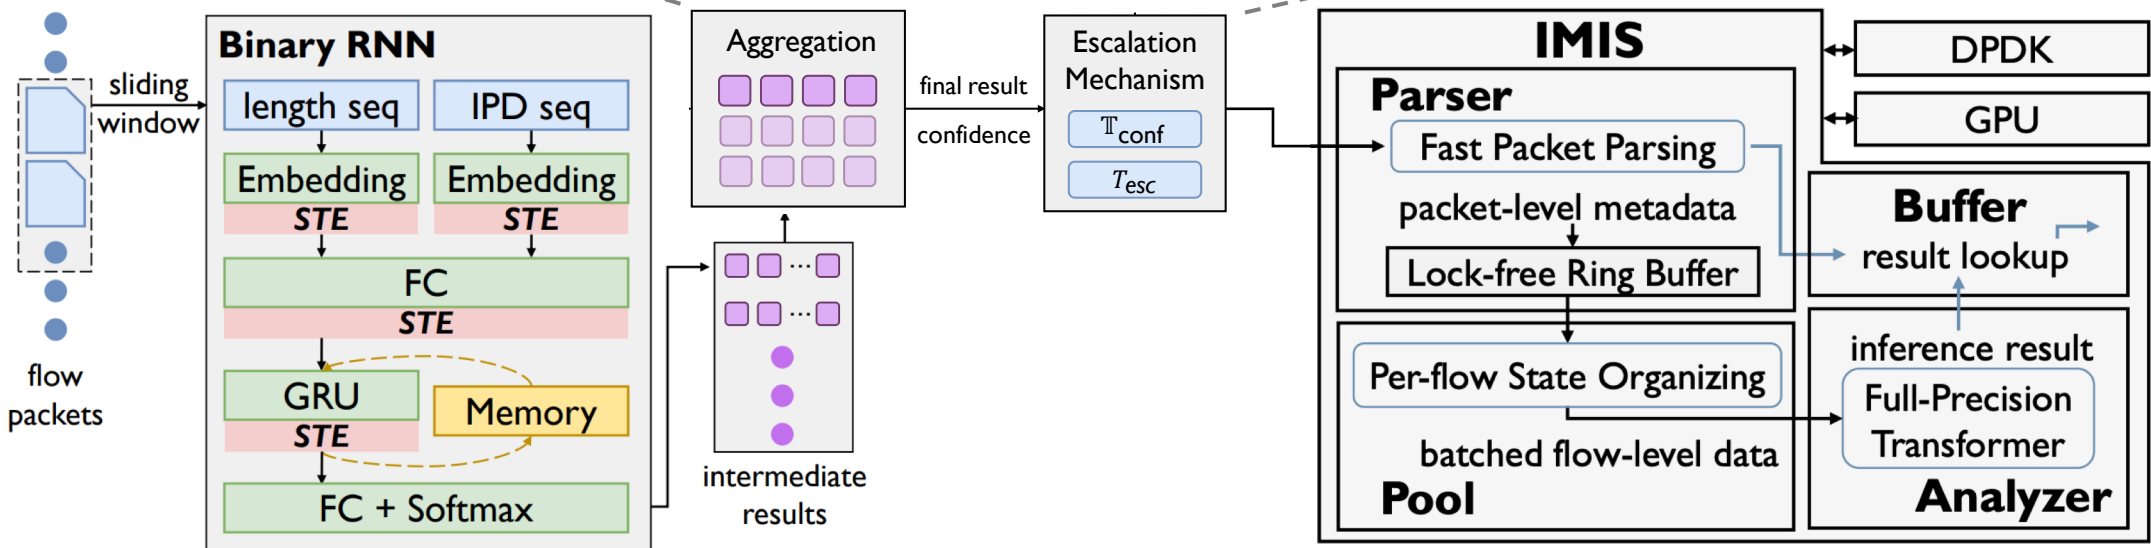 flow
packets
sliding
window
Binary RNN
length seq
IPD seq
Embedding
Embedding
STE
STE
FC
STE
GRU
Memory
STE
FC + Softmax
Aggregation
...
...
intermediate
results
final result
confidence
Escalation
Mechanism
𝕋conf
Tesc
IMIS
Parser
Fast Packet Parsing
packet-level metadata
Lock-free Ring Buffer
Per-flow State Organizing
batched flow-level data
Pool
DPDK
GPU
Buffer
result lookup
inference result
Full-Precision
Transformer
Analyzer